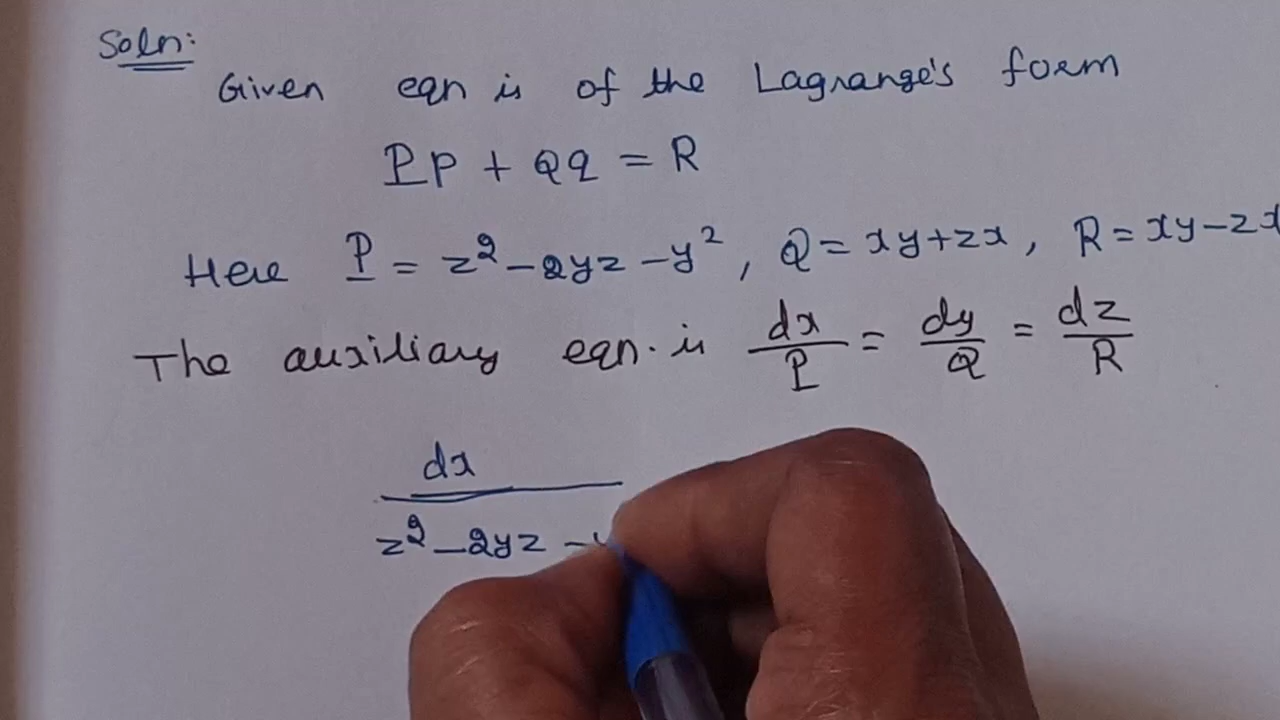 Soln:
Given eqn is of the Lagrange's form
Pp + Qq = R
Here P = z² - 2yz - y², Q = xy + zx, R = xy - zx
The auxiliary eqn. is dx/P = dy/Q = dz/R
dx
z² - 2yz -